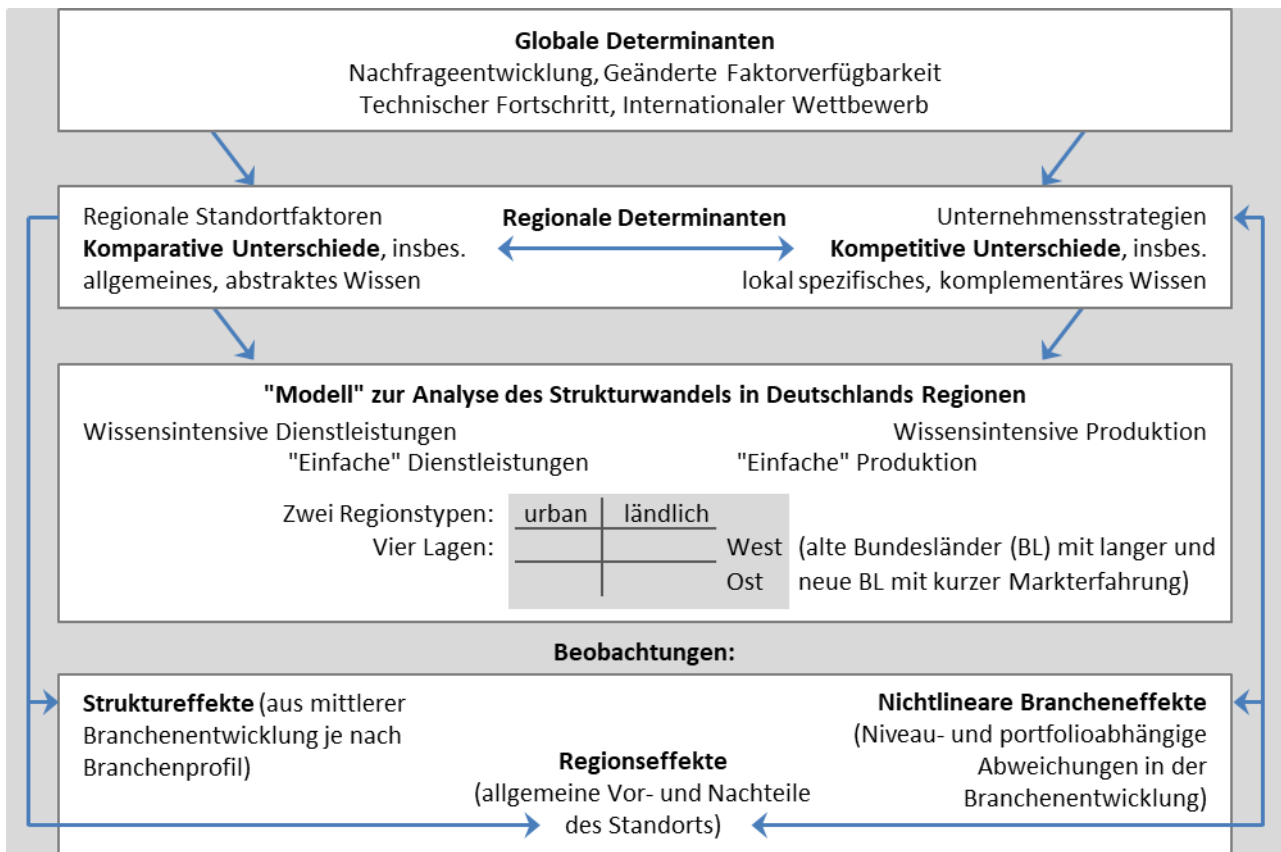 Globale Determinanten
Nachfrageentwicklung, Geänderte Faktorverfügbarkeit
Technischer Fortschritt, Internationaler Wettbewerb
Regionale Standortfaktoren
Komparative Unterschiede, insbes.
allgemeines, abstraktes Wissen
Regionale Determinanten
Unternehmensstrategien
Kompetitive Unterschiede, insbes.
lokal spezifisches, komplementäres Wissen
"Modell" zur Analyse des Strukturwandels in Deutschlands Regionen
Wissensintensive Dienstleistungen
Wissensintensive Produktion
"Einfache" Dienstleistungen
"Einfache" Produktion
Zwei Regionstypen: urban ländlich
Vier Lagen: West (alte Bundesländer (BL) mit langer und
Ost neue BL mit kurzer Markterfahrung)
Beobachtungen:
Struktureffekte (aus mittlerer
Branchenentwicklung je nach
Branchenprofil)
Regionseffekte
(allgemeine Vor- und Nachteile
des Standorts)
Nichtlineare Brancheneffekte
(Niveau- und portfolioabhängige
Abweichungen in der
Branchenentwicklung)